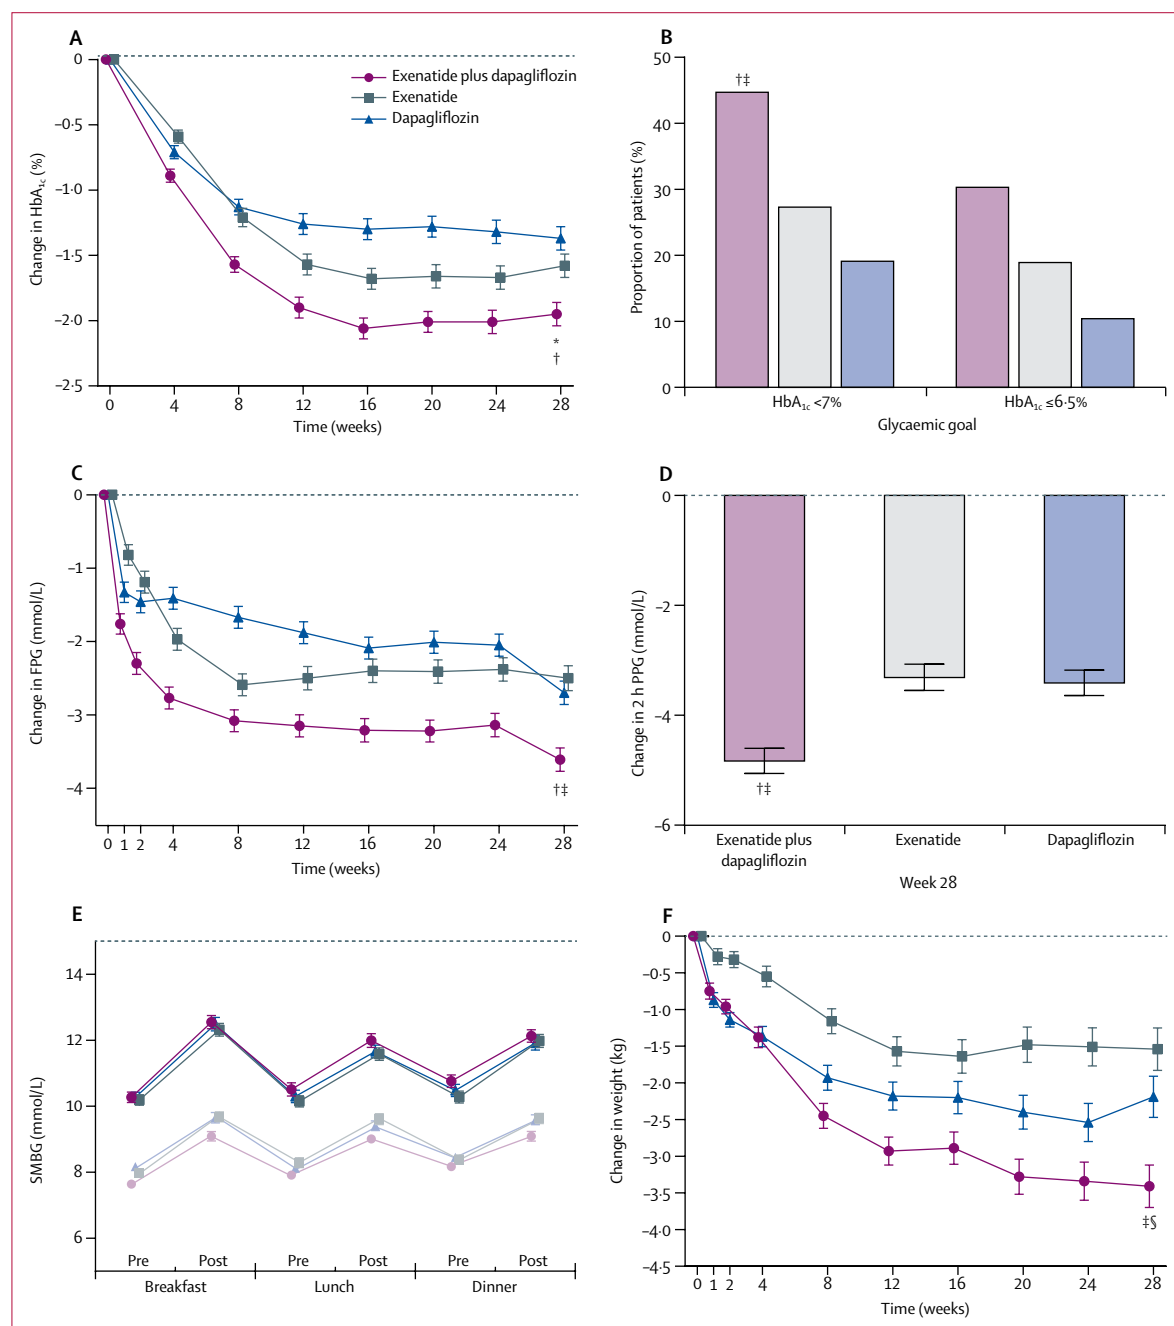 A
0
–0·5
–1·0
–1·5
–2·0
–2·5
Change in HbA1c (%)
Exenatide plus dapagliflozin
Exenatide
Dapagliflozin
*
†
0 4 8 12 16 20 24 28
Time (weeks)
B
50
40
30
20
10
0
Proportion of patients (%)
†‡
HbA1c <7% HbA1c ≤6·5%
Glycaemic goal
C
0
–1
–2
–3
–4
Change in FPG (mmol/L)
†‡
0 1 2 4 8 12 16 20 24 28
Time (weeks)
D
0
–2
–4
–6
Change in 2 h PPG (mmol/L)
†‡
Exenatide plus
dapagliflozin
Exenatide
Dapagliflozin
Week 28
E
14
12
10
8
6
SMBG (mmol/L)
Pre Post Pre Post Pre Post
Breakfast Lunch Dinner
F
0
–0·5
–1·0
–1·5
–2·0
–2·5
–3·0
–3·5
–4·0
–4·5
Change in weight (kg)
‡§
0 1 2 4 8 12 16 20 24 28
Time (weeks)